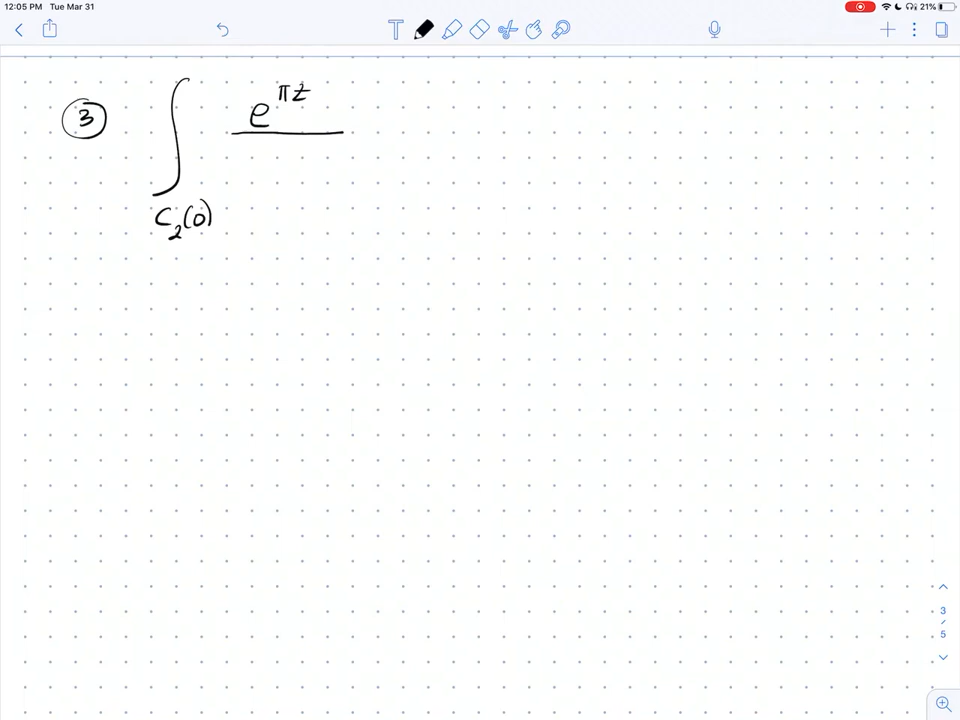 12:05 PM Tue Mar 31
21%
T
③ ∫ e^{πz}
C₂(0)
3
/
5